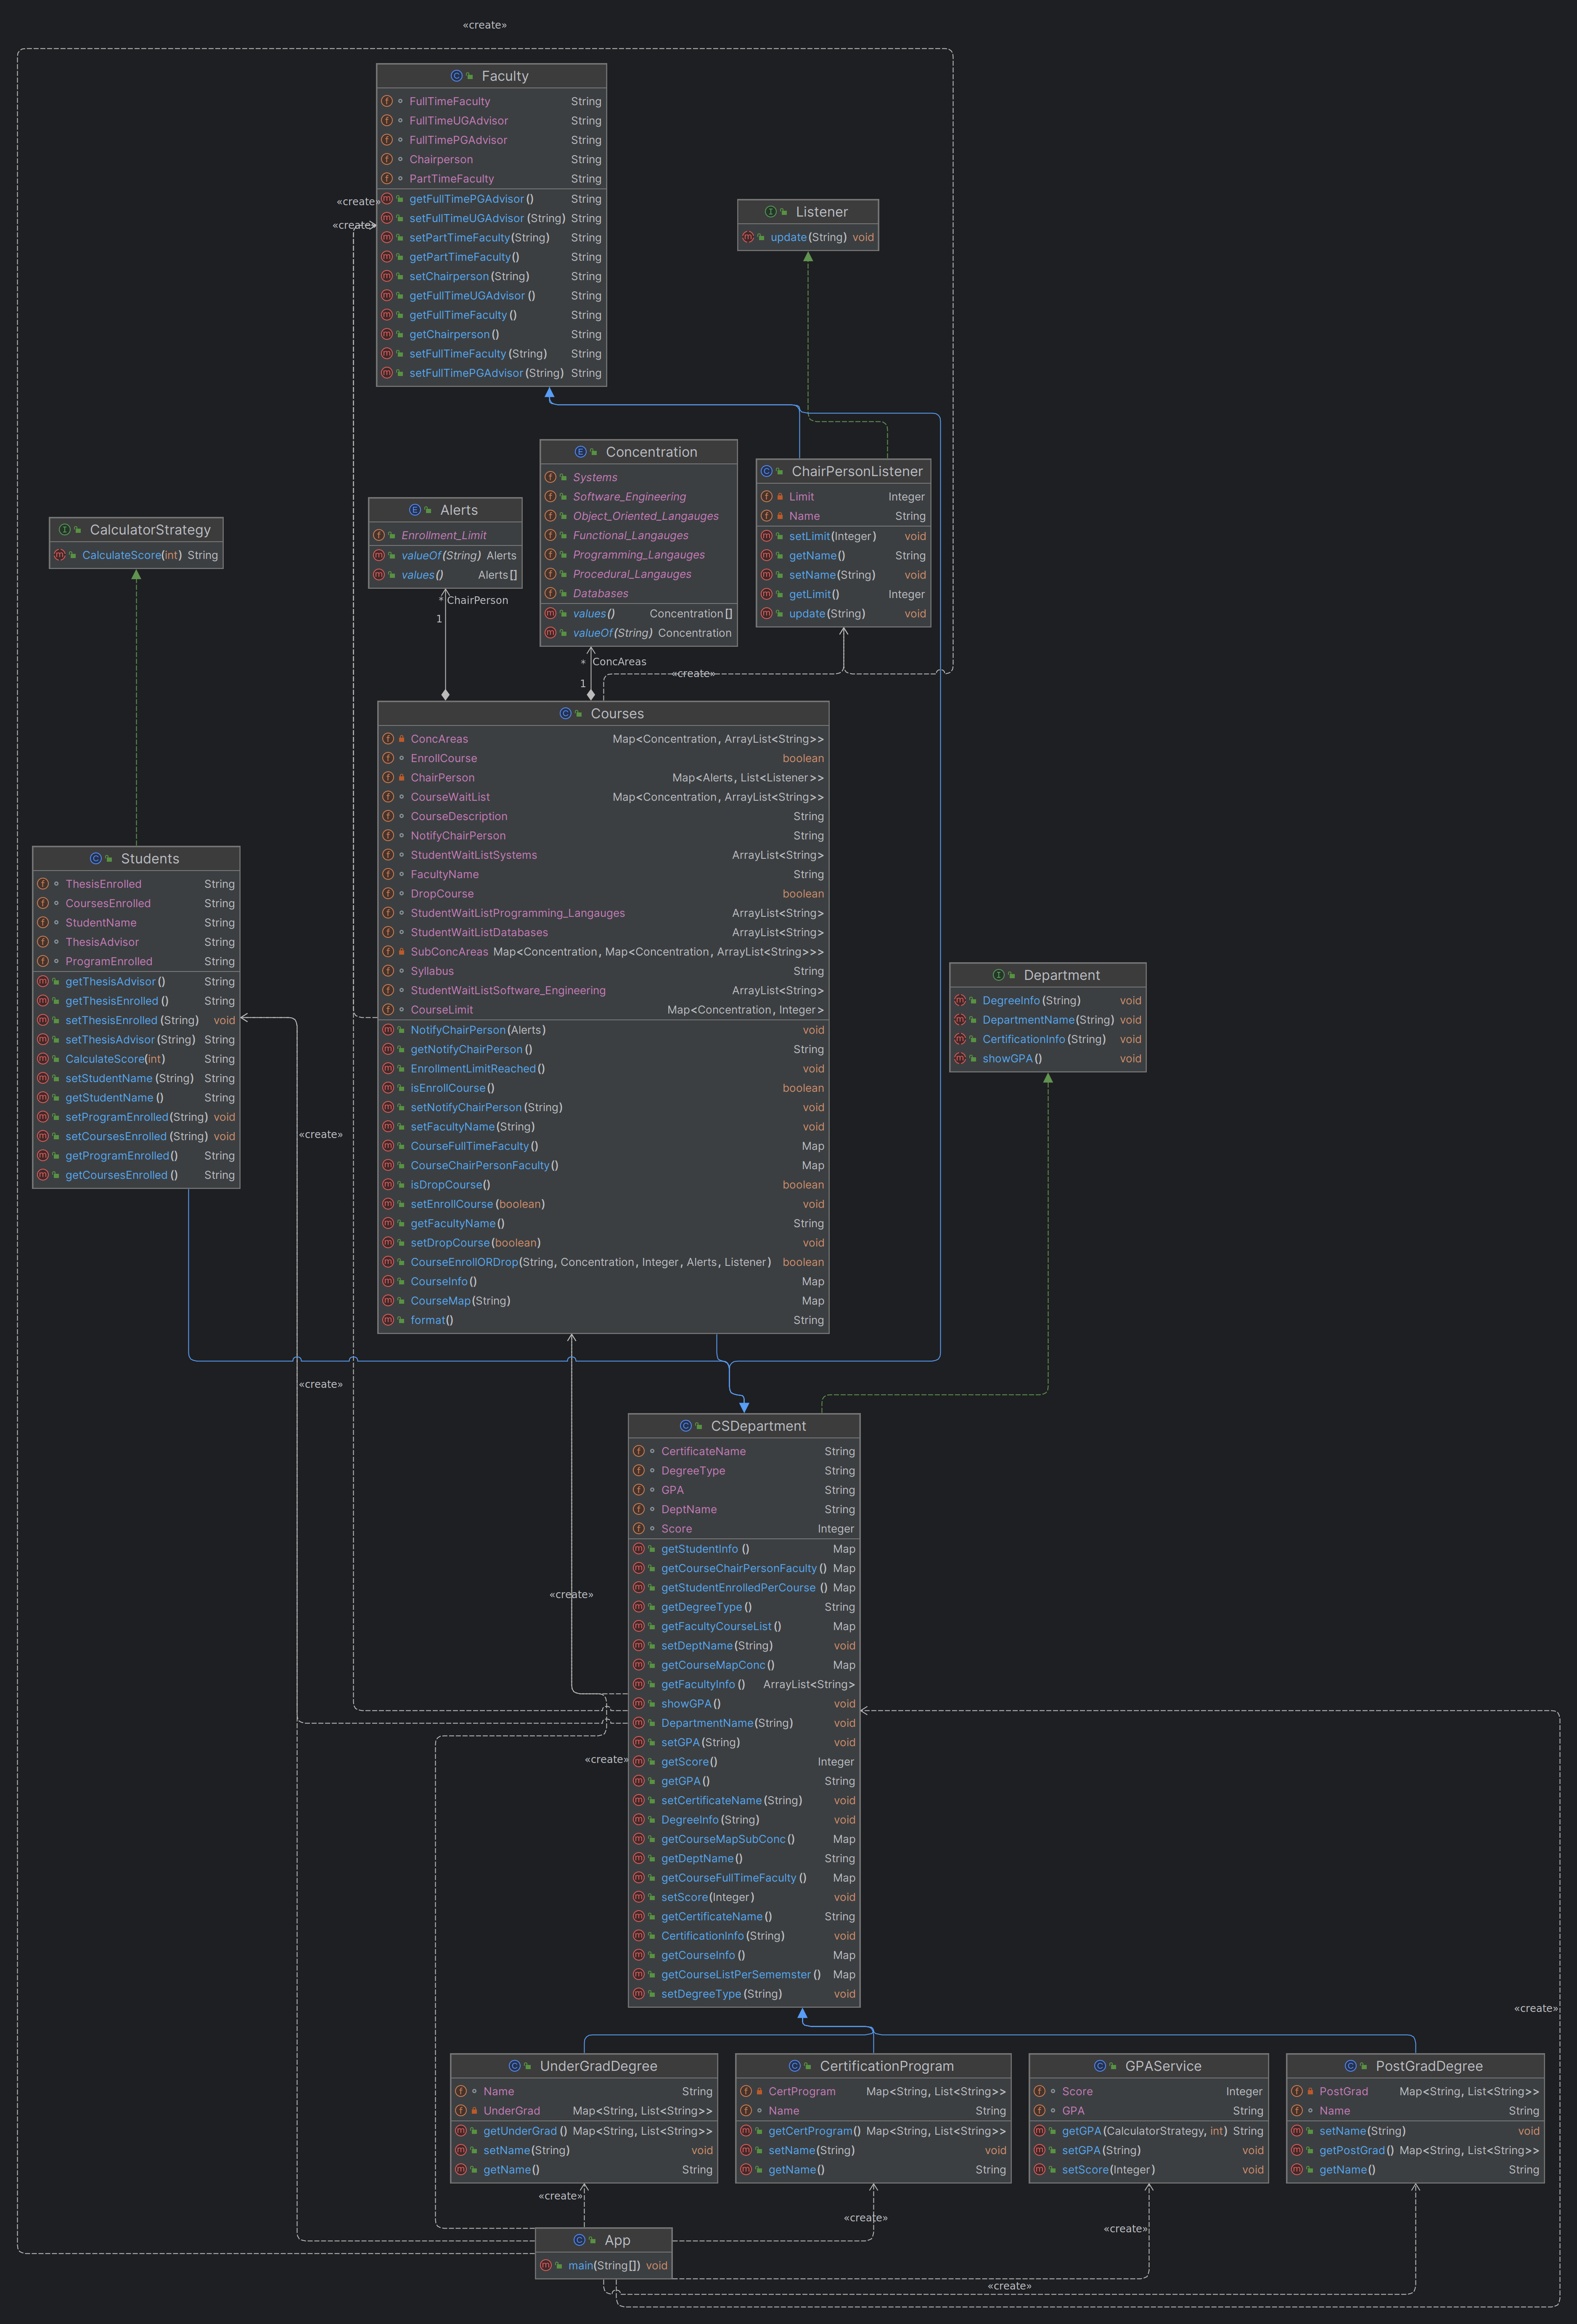 «create»
Faculty
FullTimeFaculty String
FullTimeUGAdvisor String
FullTimePGAdvisor String
Chairperson String
PartTimeFaculty String
getFullTimePGAdvisor() String
setFullTimeUGAdvisor(String) String
setPartTimeFaculty(String) String
getPartTimeFaculty() String
setChairperson(String) String
getFullTimeUGAdvisor() String
getFullTimeFaculty() String
getChairperson() String
setFullTimeFaculty(String) String
setFullTimePGAdvisor(String) String
«create»
«create»
Listener
update(String) void
CalculatorStrategy
CalculateScore(int) String
Alerts
Enrollment_Limit
valueOf(String) Alerts
values() Alerts[]
Concentration
Systems
Software_Engineering
Object_Oriented_Langauges
Functional_Langauges
Programming_Langauges
Procedural_Langauges
Databases
values() Concentration[]
valueOf(String) Concentration
ChairPersonListener
Limit Integer
Name String
setLimit(Integer) void
getName() String
setName(String) void
getLimit() Integer
update(String) void
* ChairPerson
1
* ConcAreas
1
«create»
Courses
ConcAreas Map<Concentration, ArrayList<String>>
EnrollCourse boolean
ChairPerson Map<Alerts, List<Listener>>
CourseWaitList Map<Concentration, ArrayList<String>>
CourseDescription String
NotifyChairPerson String
StudentWaitListSystems ArrayList<String>
FacultyName String
DropCourse boolean
StudentWaitListProgramming_Langauges ArrayList<String>
StudentWaitListDatabases ArrayList<String>
SubConcAreas Map<Concentration, Map<Concentration, ArrayList<String>>>
Syllabus String
StudentWaitListSoftware_Engineering ArrayList<String>
CourseLimit Map<Concentration, Integer>
NotifyChairPerson(Alerts) void
getNotifyChairPerson() String
EnrollmentLimitReached() void
isEnrollCourse() boolean
setNotifyChairPerson(String) void
setFacultyName(String) void
CourseFullTimeFaculty() Map
CourseChairPersonFaculty() Map
isDropCourse() boolean
setEnrollCourse(boolean) void
getFacultyName() String
setDropCourse(boolean) void
CourseEnrollORDrop(String, Concentration, Integer, Alerts, Listener) boolean
CourseInfo() Map
CourseMap(String) Map
format() String
Students
ThesisEnrolled String
CoursesEnrolled String
StudentName String
ThesisAdvisor String
ProgramEnrolled String
getThesisAdvisor() String
getThesisEnrolled() String
setThesisEnrolled(String) void
setThesisAdvisor(String) String
CalculateScore(int) String
setStudentName(String) String
getStudentName() String
setProgramEnrolled(String) void
setCoursesEnrolled(String) void
getProgramEnrolled() String
getCoursesEnrolled() String
Department
DegreeInfo(String) void
DepartmentName(String) void
CertificationInfo(String) void
showGPA() void
«create»
«create»
CSDepartment
CertificateName String
DegreeType String
GPA String
DeptName String
Score Integer
getStudentInfo() Map
getCourseChairPersonFaculty() Map
getStudentEnrolledPerCourse() Map
getDegreeType() String
getFacultyCourseList() Map
setDeptName(String) void
getCourseMapConc() Map
getFacultyInfo() ArrayList<String>
showGPA() void
DepartmentName(String) void
setGPA(String) void
getScore() Integer
getGPA() String
setCertificateName(String) void
DegreeInfo(String) void
getCourseMapSubConc() Map
getDeptName() String
getCourseFullTimeFaculty() Map
setScore(Integer) void
getCertificateName() String
CertificationInfo(String) void
getCourseInfo() Map
getCourseListPerSememster() Map
setDegreeType(String) void
«create»
«create»
«create»
UnderGradDegree
Name String
UnderGrad Map<String, List<String>>
getUnderGrad() Map<String, List<String>>
setName(String) void
getName() String
CertificationProgram
CertProgram Map<String, List<String>>
Name String
getCertProgram() Map<String, List<String>>
setName(String) void
getName() String
GPAService
Score Integer
GPA String
getGPA(CalculatorStrategy, int) String
setGPA(String) void
setScore(Integer) void
PostGradDegree
PostGrad Map<String, List<String>>
Name String
setName(String) void
getPostGrad() Map<String, List<String>>
getName() String
«create»
«create»
«create»
App
main(String[]) void
«create»